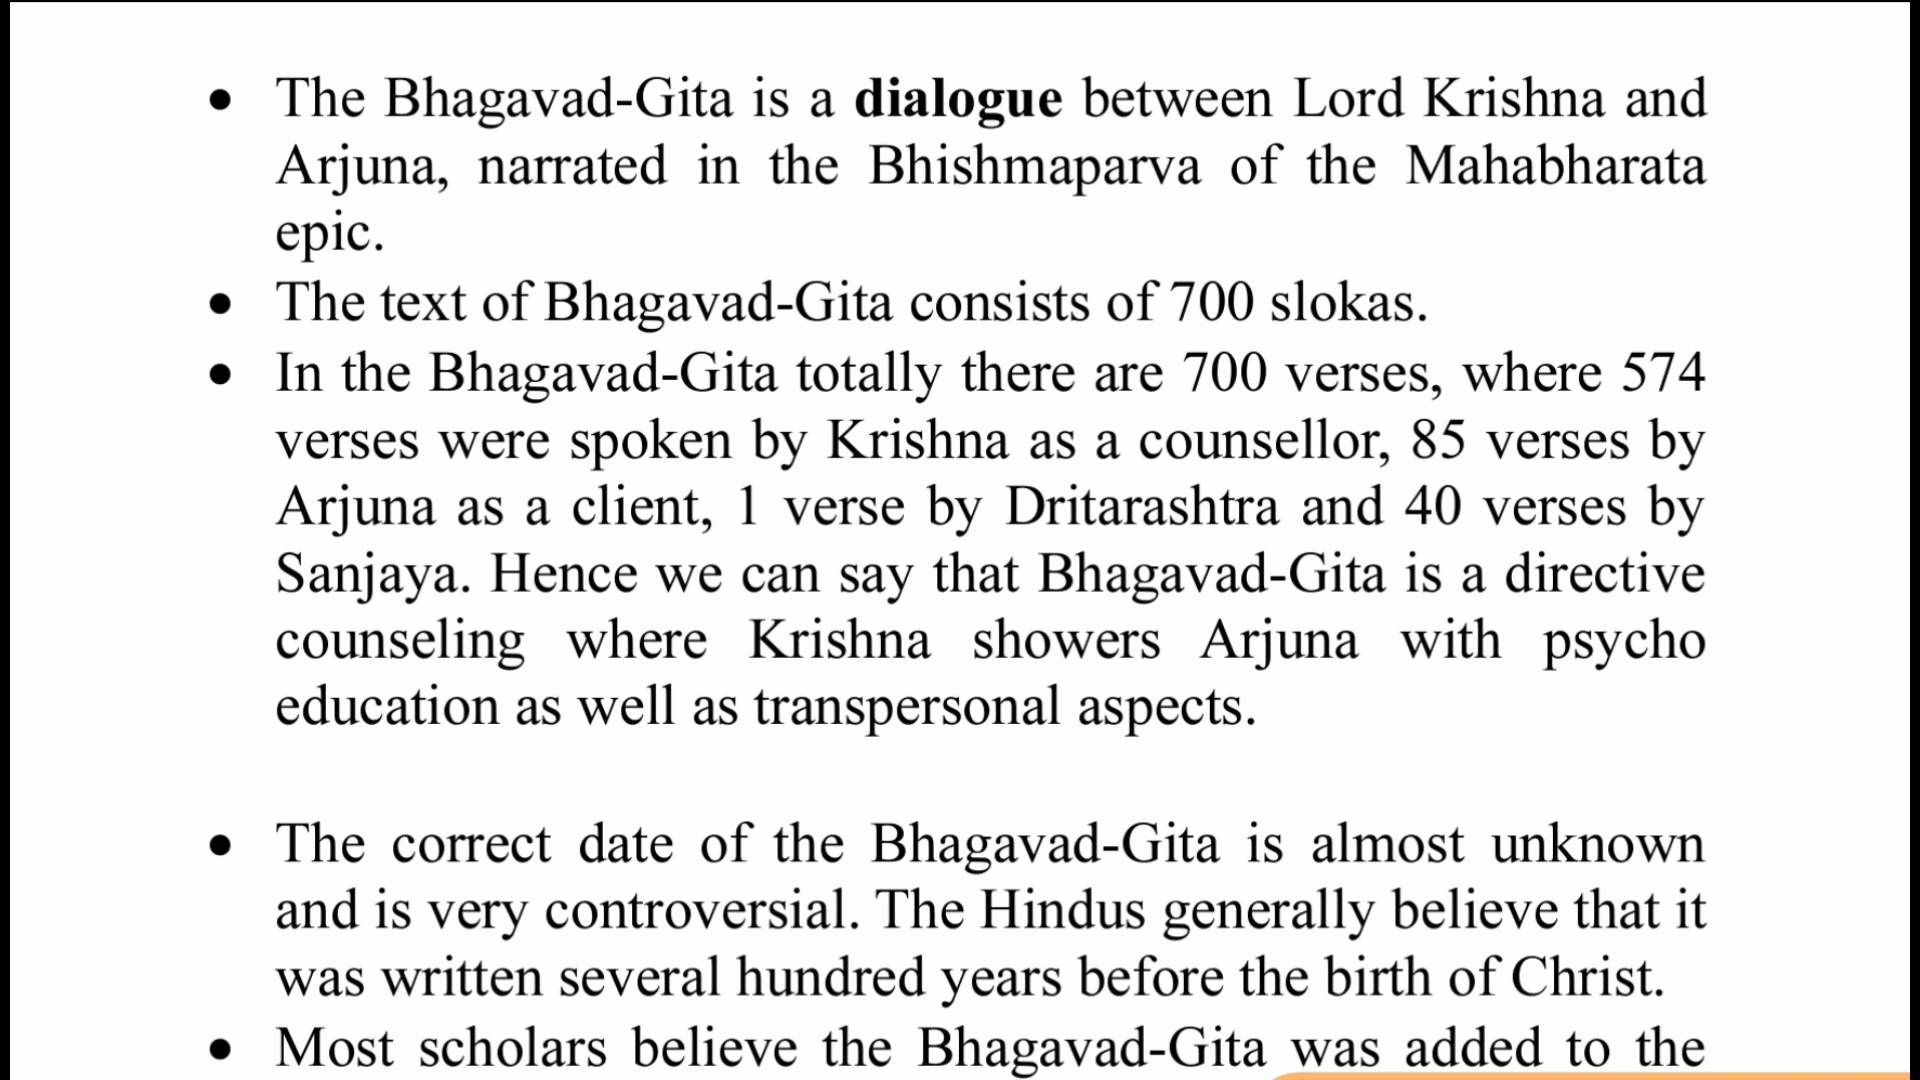 • The Bhagavad-Gita is a dialogue between Lord Krishna and
Arjuna, narrated in the Bhishmaparva of the Mahabharata
epic.
• The text of Bhagavad-Gita consists of 700 slokas.
• In the Bhagavad-Gita totally there are 700 verses, where 574
verses were spoken by Krishna as a counsellor, 85 verses by
Arjuna as a client, 1 verse by Dritarashtra and 40 verses by
Sanjaya. Hence we can say that Bhagavad-Gita is a directive
counseling where Krishna showers Arjuna with psycho
education as well as transpersonal aspects.
• The correct date of the Bhagavad-Gita is almost unknown
and is very controversial. The Hindus generally believe that it
was written several hundred years before the birth of Christ.
• Most scholars believe the Bhagavad-Gita was added to the